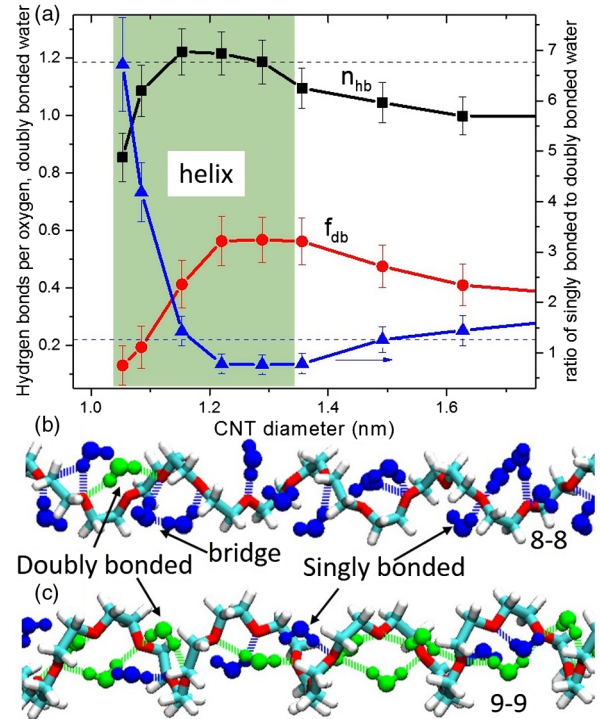 (a)
Hydrgen bonds per oxygen, doubly bonded water
1.2
1.0
0.8
0.6
0.4
0.2
n_hb
helix
f_db
7
6
5
4
3
2
1
ratio of singly bonded to doubly bonded water
1.0 1.2 1.4 1.6
CNT diameter (nm)
(b)
8-8
Doubly bonded
bridge
Singly bonded
(c)
9-9